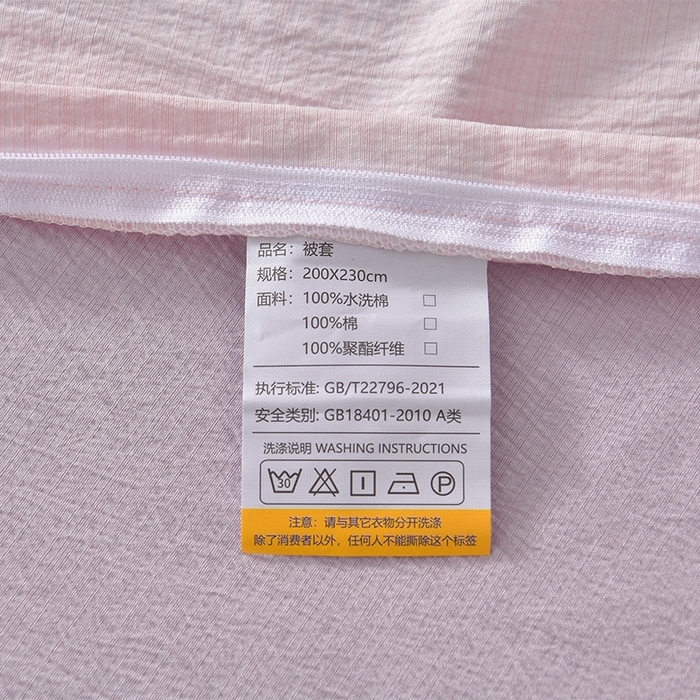 品名：被套
规格：200X230cm
面料：100%水洗棉 □
100%棉 □
100%聚酯纤维 □
执行标准: GB/T22796-2021
安全类别: GB18401-2010 A类
洗涤说明 WASHING INSTRUCTIONS
30 P
注意：请与其它衣物分开洗涤
除了消费者以外，任何人不能撕除这个标签